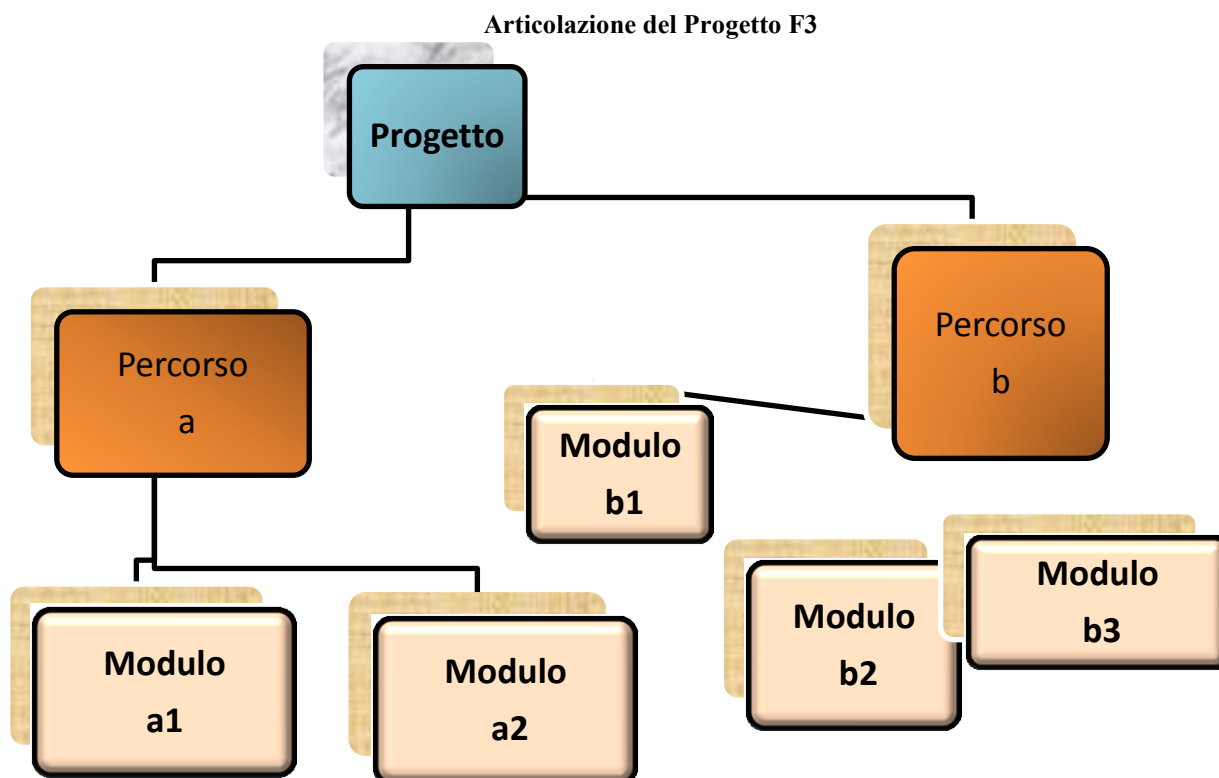 Articolazione del Progetto F3
Progetto
Percorso
a
Percorso
b
Modulo
b1
Modulo
a1
Modulo
a2
Modulo
b2
Modulo
b3